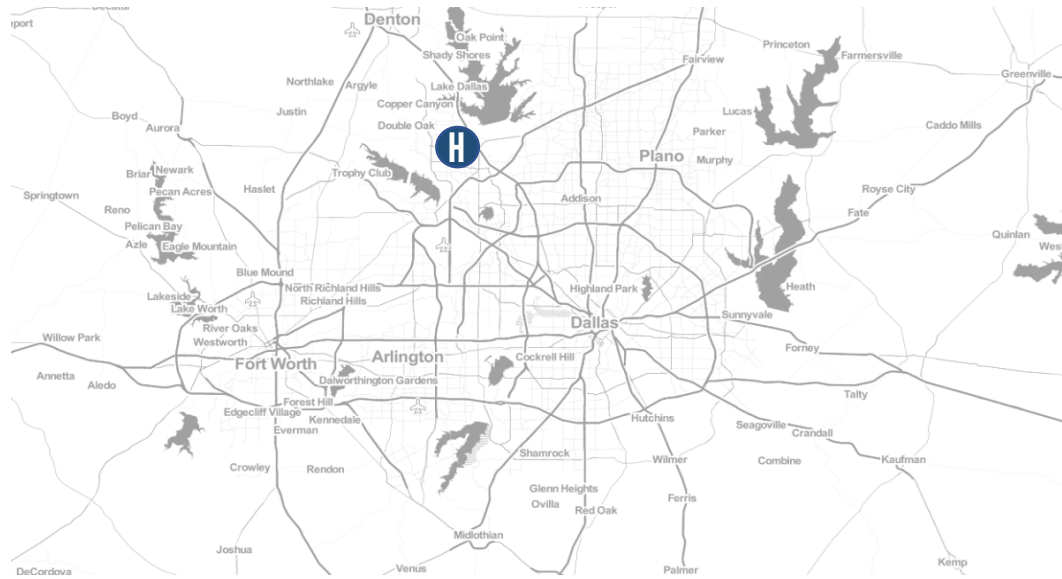 Denton
Oak Point
Shady Shores
Princeton
Farmersville
Fairview
Greenville
Northlake
Argyle
Lake Dallas
Justin
Copper Canyon
Lucas
Boyd
Aurora
Double Oak
Caddo Mills
Parker
H
Plano
Murphy
Newark
Briar
Trophy Club
Haslet
Pecan Acres
Springtown
Royse City
Addison
Reno
Fate
Pelican Bay
Azle
Eagle Mountain
Quinlan
West
Blue Mound
North Richland Hills
Highland Park
Heath
Lakeside
Richland Hills
Lake Worth
Sunnyvale
Dallas
River Oaks
Willow Park
Westworth
Forney
Arlington
Cockrell Hill
Fort Worth
Annetta
Aledo
Dalworthington Gardens
Talty
Forest Hill
Edgecliff Village
Kennedale
Hutchins
Everman
Seagoville
Crandall
Shamrock
Wilmer
Combine
Kaufman
Crowley
Rendon
Glenn Heights
Ovilla
Ferris
Red Oak
Midlothian
Joshua
Venus
Palmer
Kemp
DeCordova